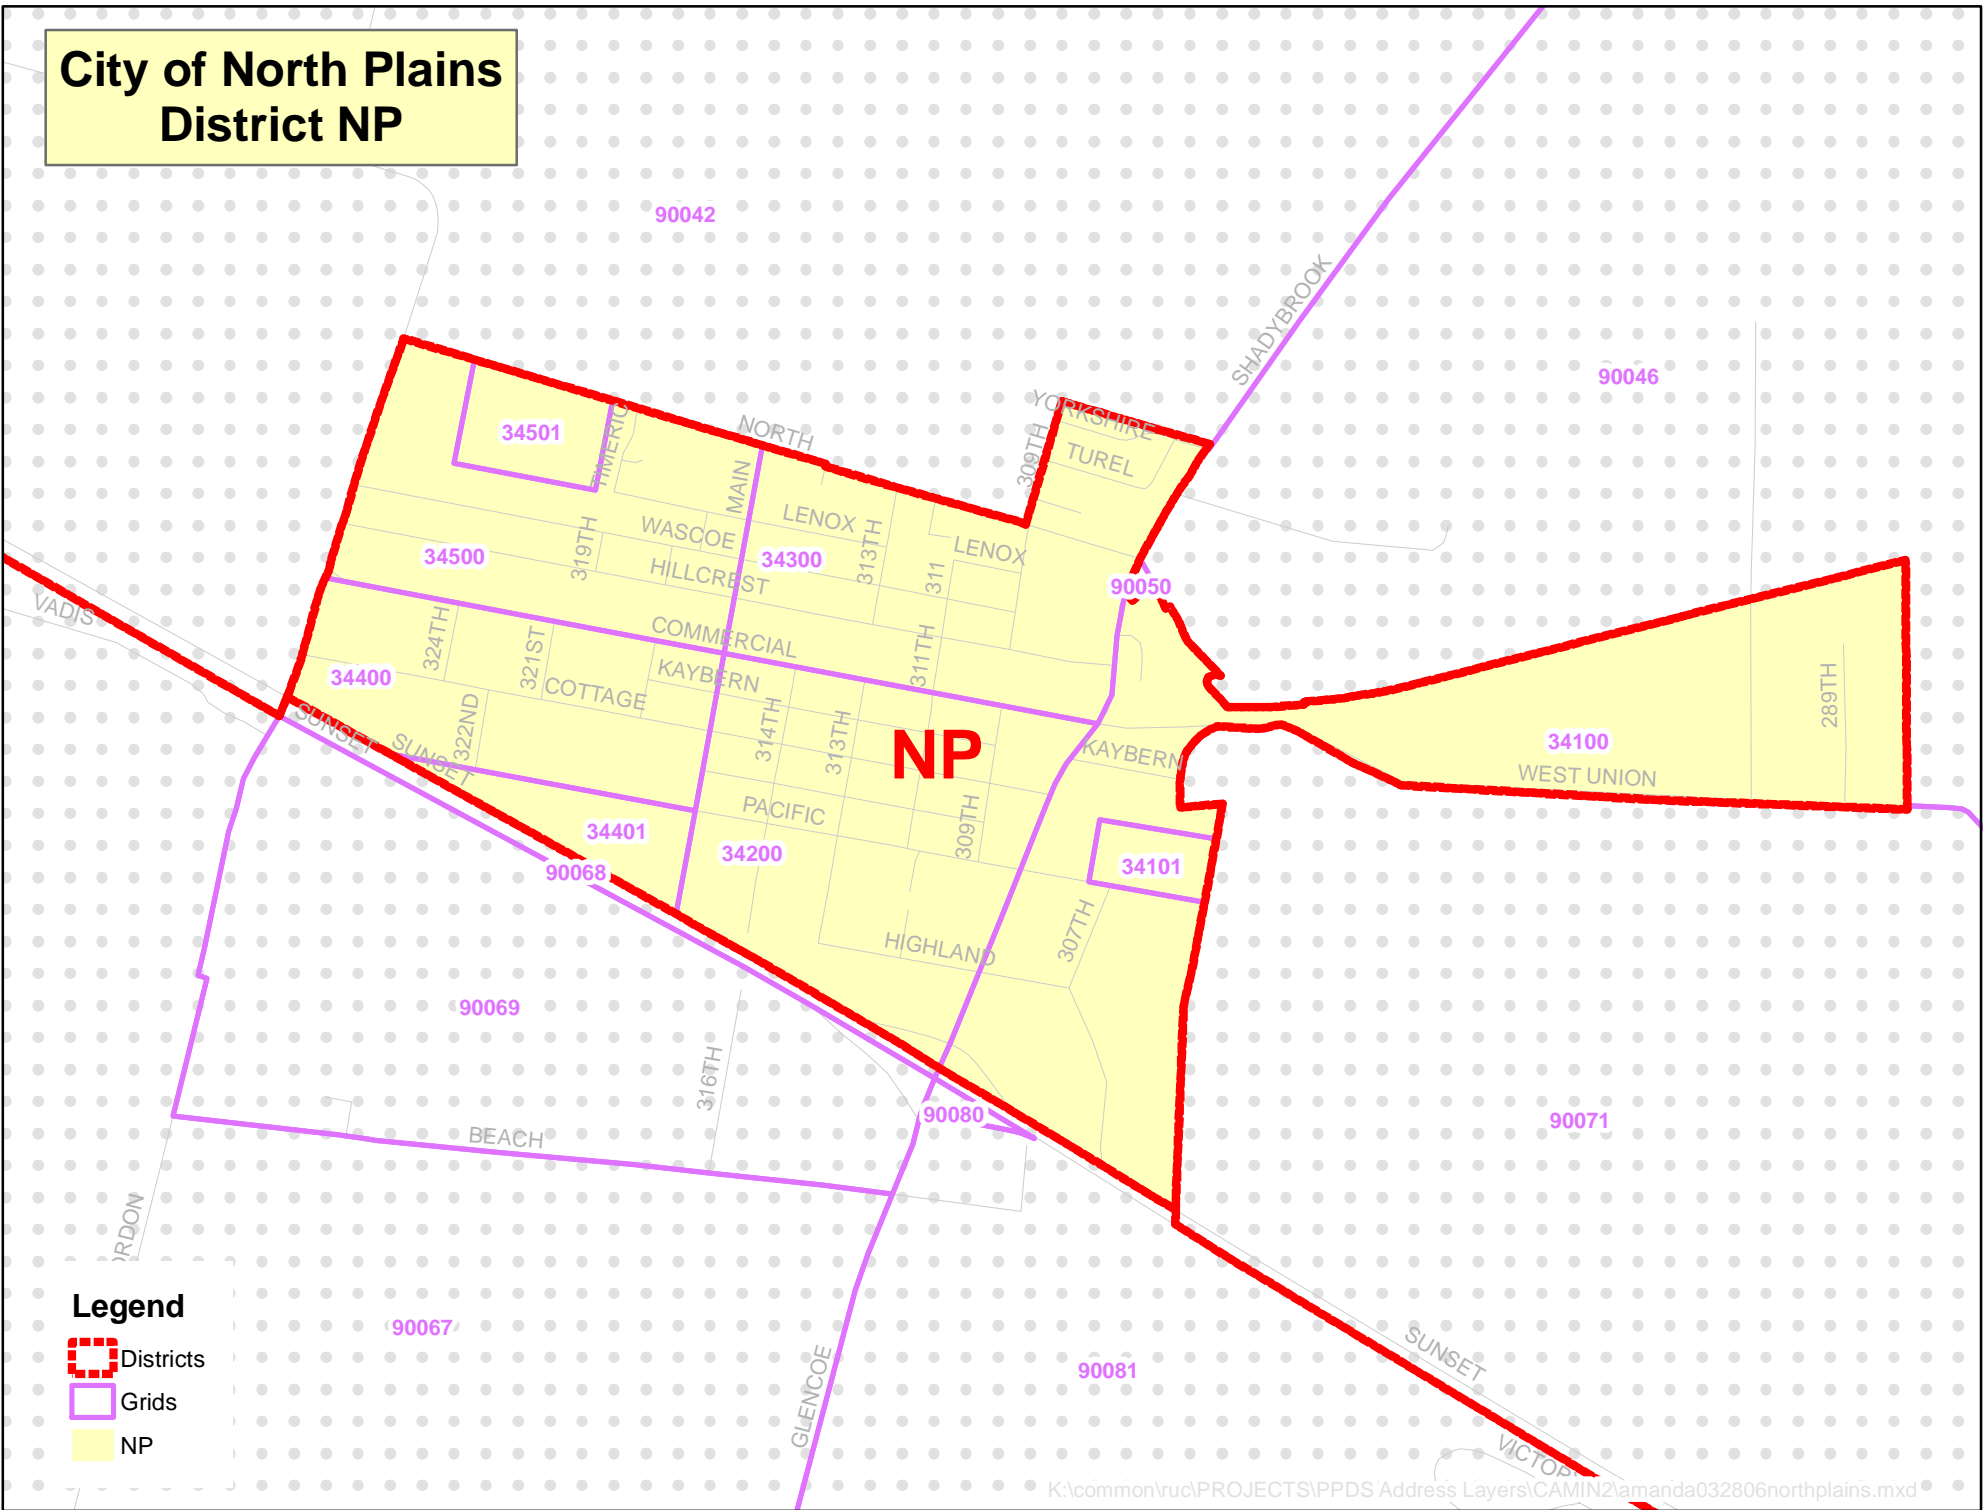 City of North Plains
District NP
90042
SHADYBROOK
90046
YORKSHIRE
NORTH
34501
TIMERIC
309TH
TUREL
MAIN
LENOX
WASCOE
313TH
LENOX
319TH
34500
34300
HILLCREST
311
90050
VADIS
324TH
COMMERCIAL
321ST
311TH
KAYBERN
34400
COTTAGE
289TH
322ND
314TH
313TH
NP
34100
SUNSET
SUNSET
KAYBERN
WEST UNION
PACIFIC
309TH
34401
34200
90068
34101
307TH
HIGHLAND
90069
316TH
90080
90071
BEACH
ORDON
90067
SUNSET
90081
GLENCOE
VICTORI
Legend
Districts
Grids
NP
K:\common\ruc\PROJECTS\PPDS Address Layers\CAMIN2\amanda032806northplains.mxd